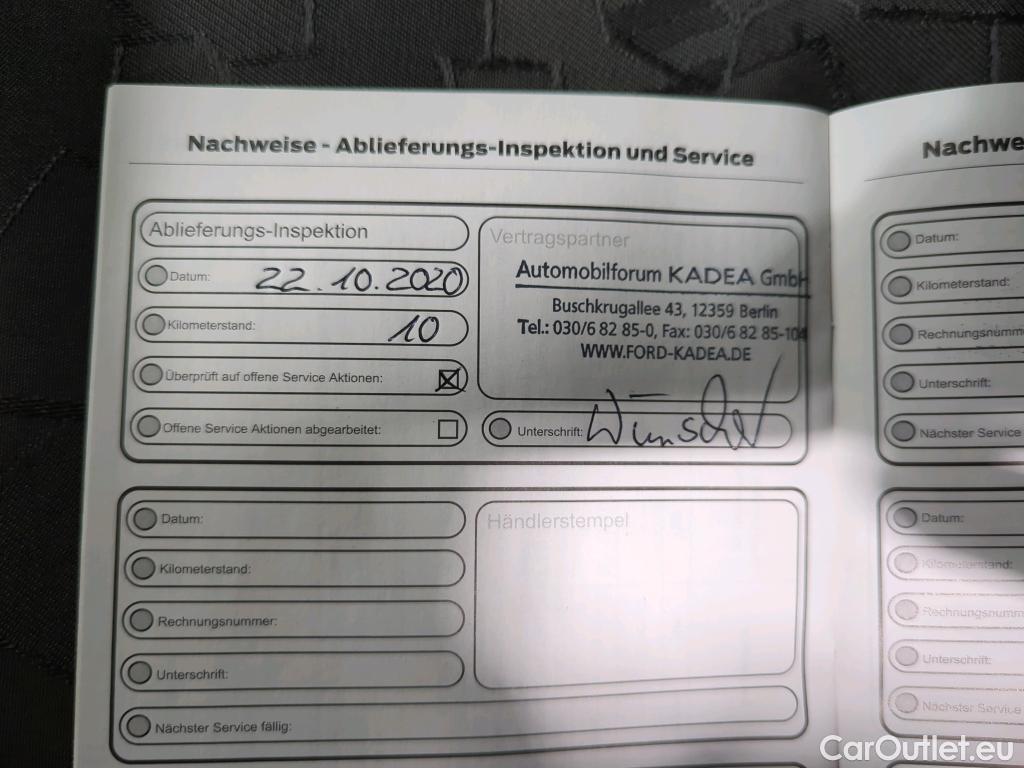 Nachweise - Ablieferungs-Inspektion und Service
Ablieferungs-Inspektion
Datum: 22.10.2020
Kilometerstand: 10
Überprüft auf offene Service Aktionen:
Offene Service Aktionen abgearbeitet:
Vertragspartner
Automobilforum KADEA GmbH
Buschkrugallee 43, 12359 Berlin
Tel.: 030/6 82 85-0, Fax: 030/6 82 85-104
WWW.FORD-KADEA.DE
Unterschrift:
Datum:
Kilometerstand:
Rechnungsnummer:
Unterschrift:
Nächster Service fällig:
Händlerstempel
Nachwe
Datum:
Kilometerstand:
Rechnungsnumm
Unterschrift:
Nächster Service
Datum:
Kilometerstand:
Rechnungsnumm
Unterschrift:
Nächster Service
CarOutlet.eu